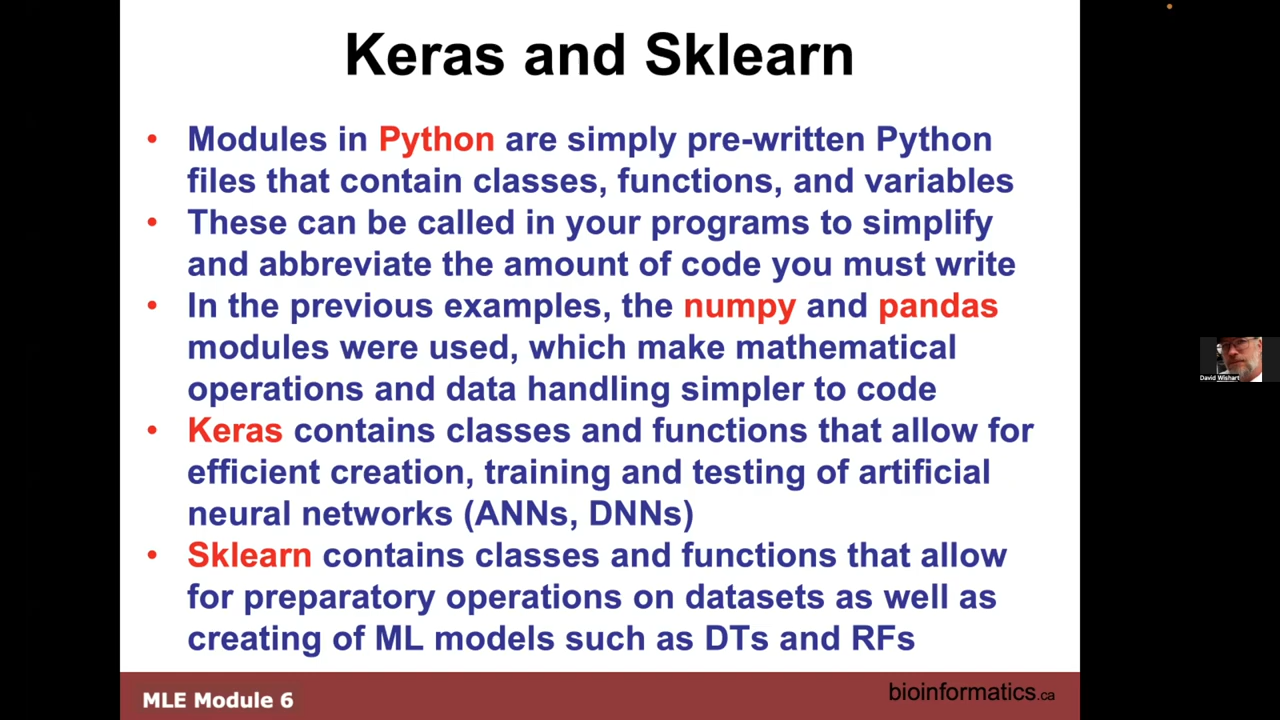 Keras and Sklearn
• Modules in Python are simply pre-written Python
files that contain classes, functions, and variables
• These can be called in your programs to simplify
and abbreviate the amount of code you must write
• In the previous examples, the numpy and pandas
modules were used, which make mathematical
operations and data handling simpler to code
• Keras contains classes and functions that allow for
efficient creation, training and testing of artificial
neural networks (ANNs, DNNs)
• Sklearn contains classes and functions that allow
for preparatory operations on datasets as well as
creating of ML models such as DTs and RFs
MLE Module 6
bioinformatics.ca
David Wishart